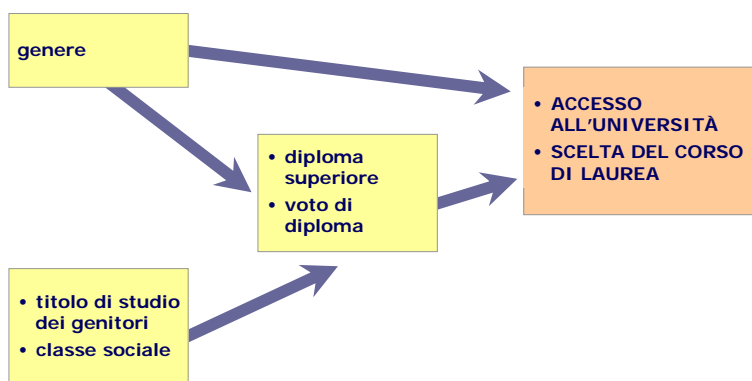 genere
• ACCESSO
ALL'UNIVERSITÀ
• SCELTA DEL CORSO
DI LAUREA
• diploma
superiore
• voto di
diploma
• titolo di studio
dei genitori
• classe sociale